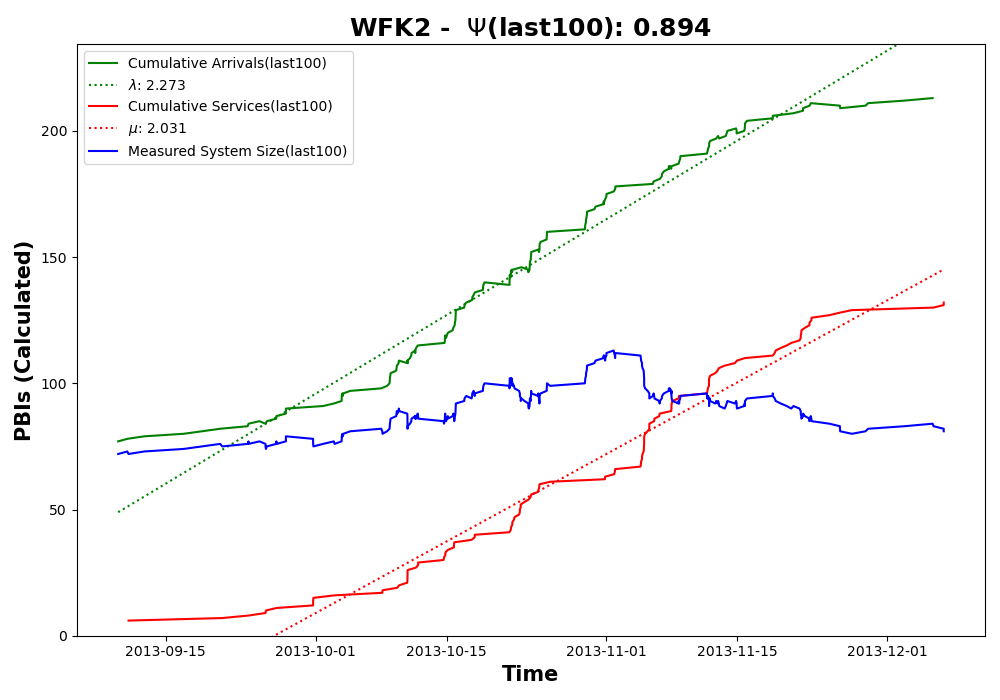 WFK2 - Ψ(last100): 0.894
Cumulative Arrivals(last100)
λ: 2.273
Cumulative Services(last100)
μ: 2.031
Measured System Size(last100)
PBIs (Calculated)
200
150
100
50
0
2013-09-15 2013-10-01 2013-10-15 2013-11-01 2013-11-15 2013-12-01
Time